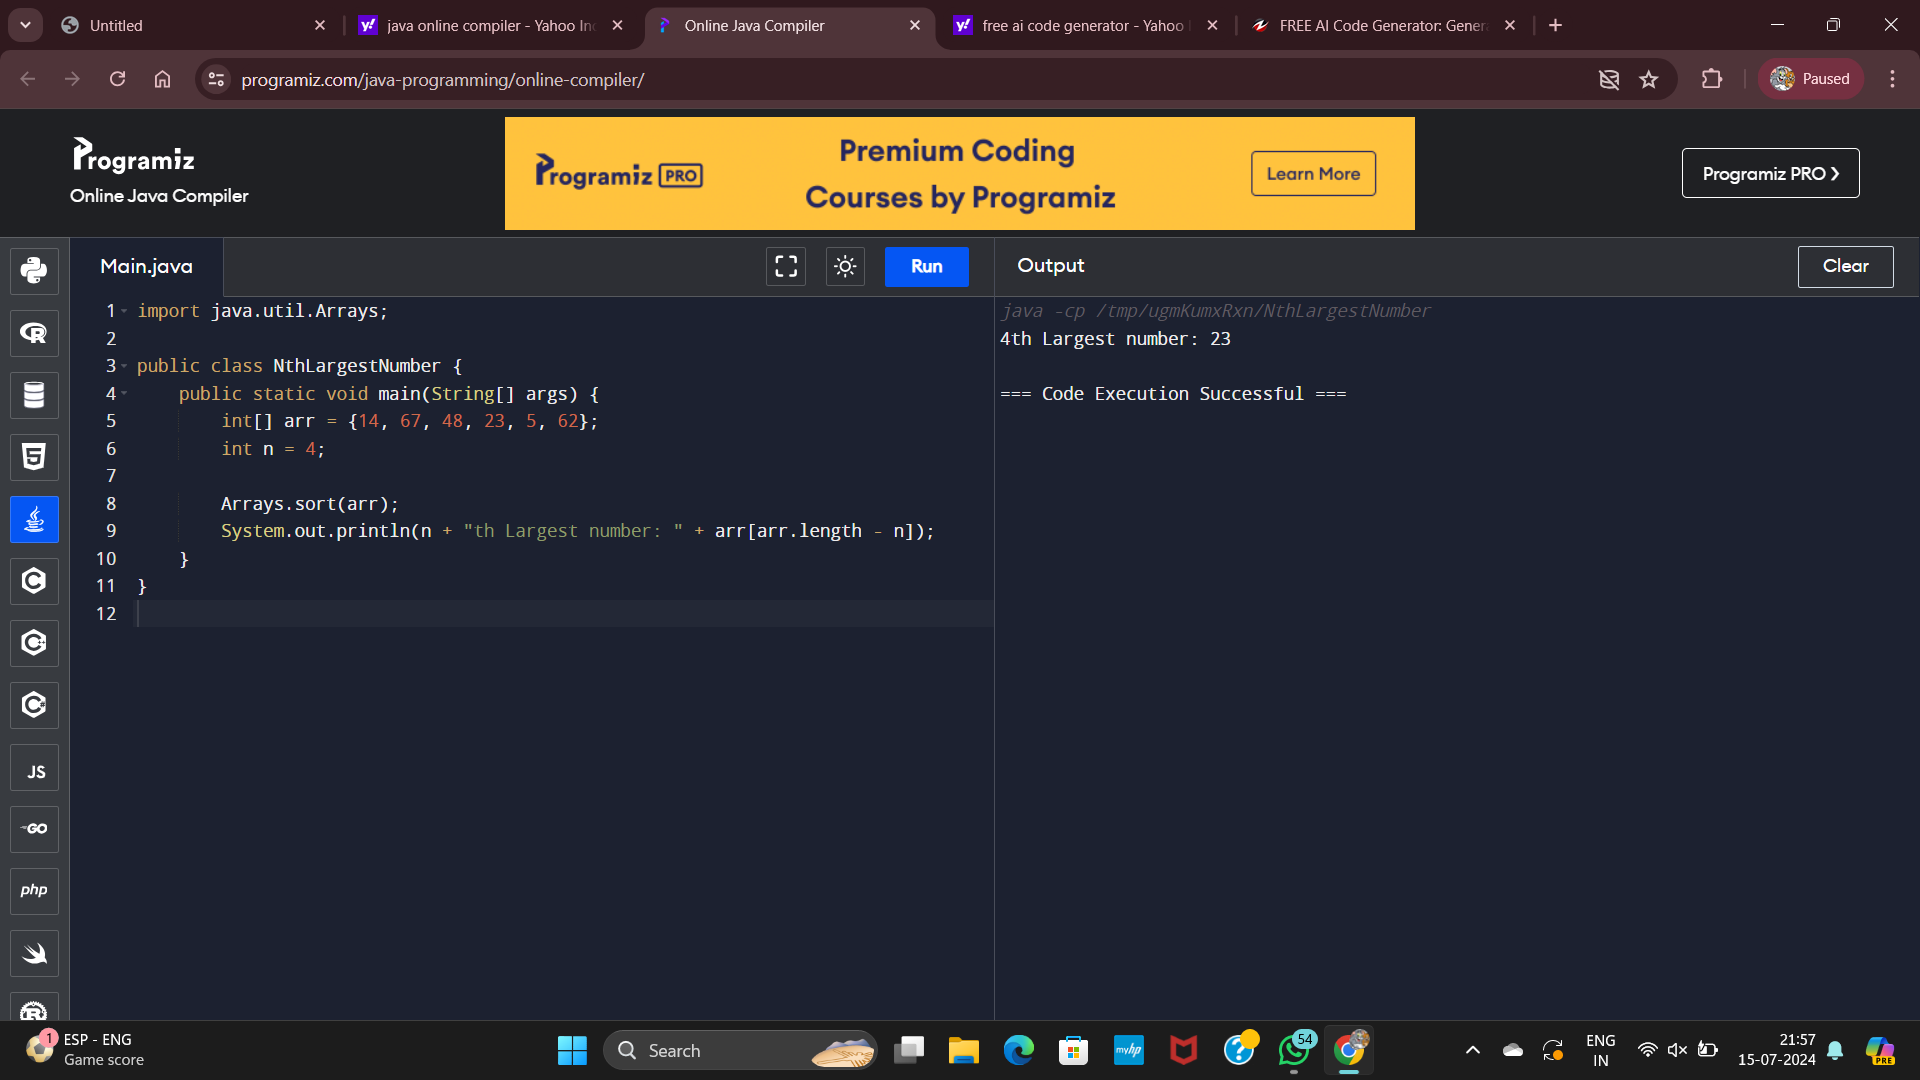 Untitled
java online compiler - Yahoo In
Online Java Compiler
free ai code generator - Yahoo
FREE AI Code Generator: Gener
programiz.com/java-programming/online-compiler/
Paused
Programiz
Online Java Compiler
Programiz PRO
Premium Coding
Courses by Programiz
Learn More
Programiz PRO ❯
Main.java
Run
Output
Clear
1 import java.util.Arrays;
2
3 public class NthLargestNumber {
4 public static void main(String[] args) {
5 int[] arr = {14, 67, 48, 23, 5, 62};
6 int n = 4;
7
8 Arrays.sort(arr);
9 System.out.println(n + "th Largest number: " + arr[arr.length - n]);
10 }
11 }
12
java -cp /tmp/ugmKumxRxn/NthLargestNumber
4th Largest number: 23
=== Code Execution Successful ===
JS
GO
php
1
ESP - ENG
Game score
Search
myhp
54
ENG
IN
21:57
15-07-2024
PRE